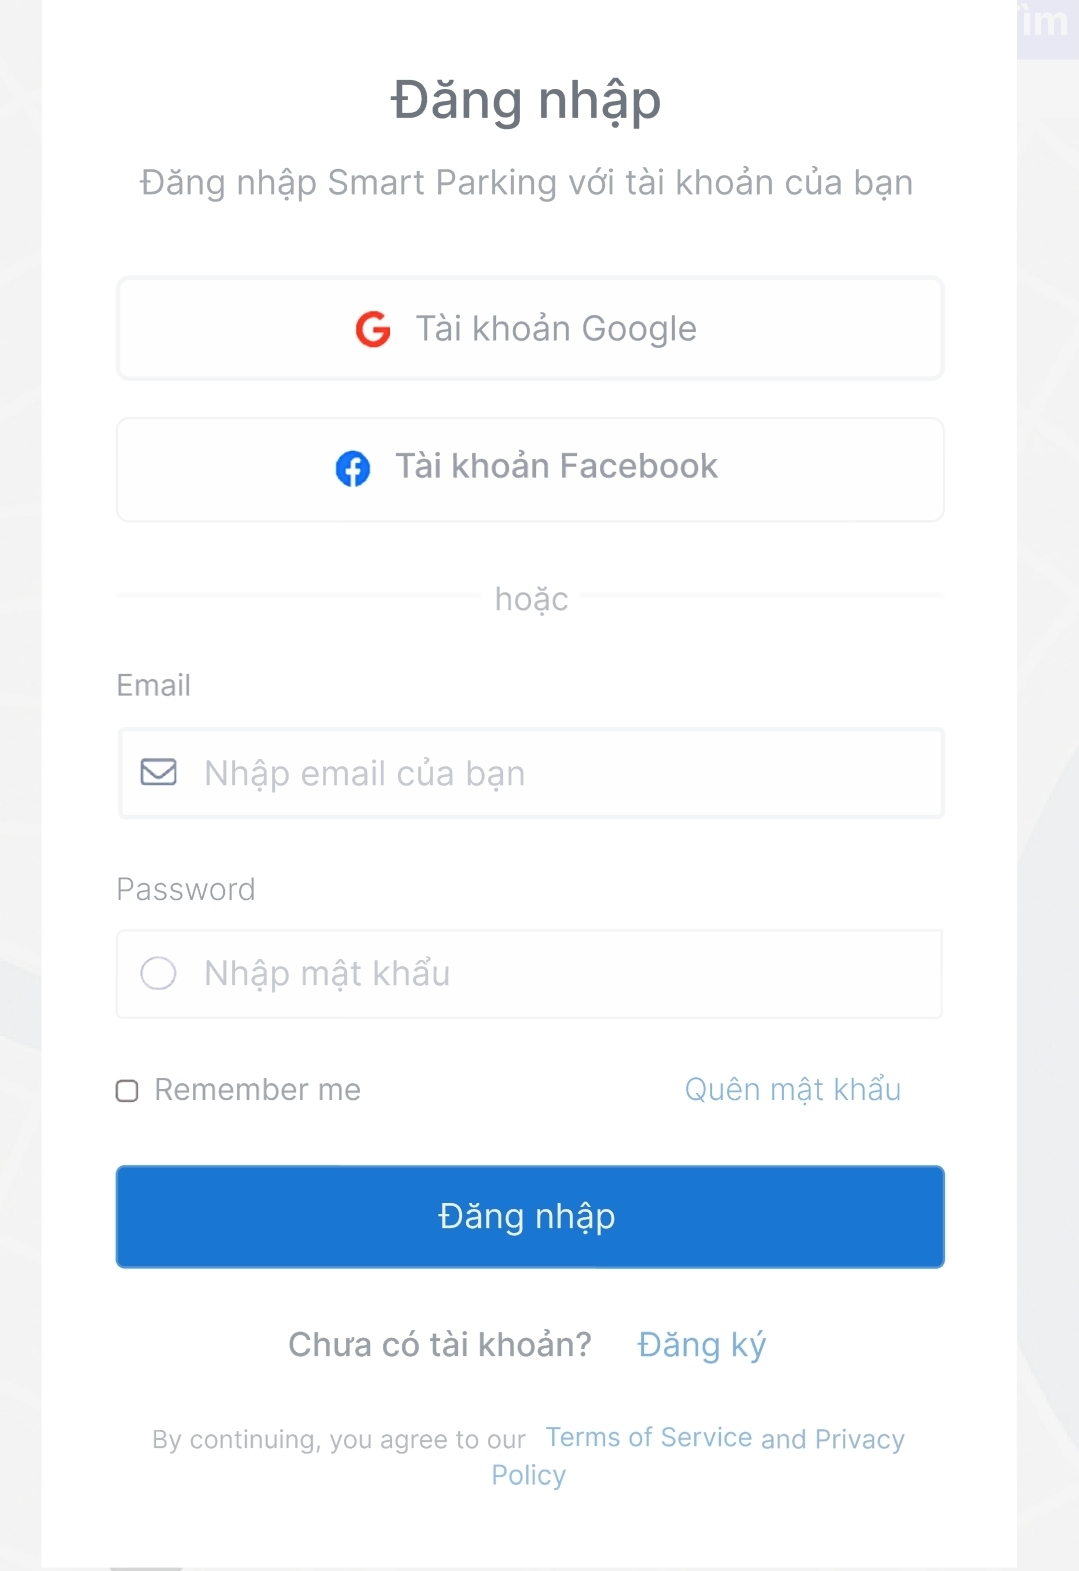 Tìm
Đăng nhập
Đăng nhập Smart Parking với tài khoản của bạn
Tài khoản Google
Tài khoản Facebook
hoặc
Email
Nhập email của bạn
Password
Nhập mật khẩu
Remember me Quên mật khẩu
Đăng nhập
Chưa có tài khoản? Đăng ký
By continuing, you agree to our Terms of Service and Privacy
Policy